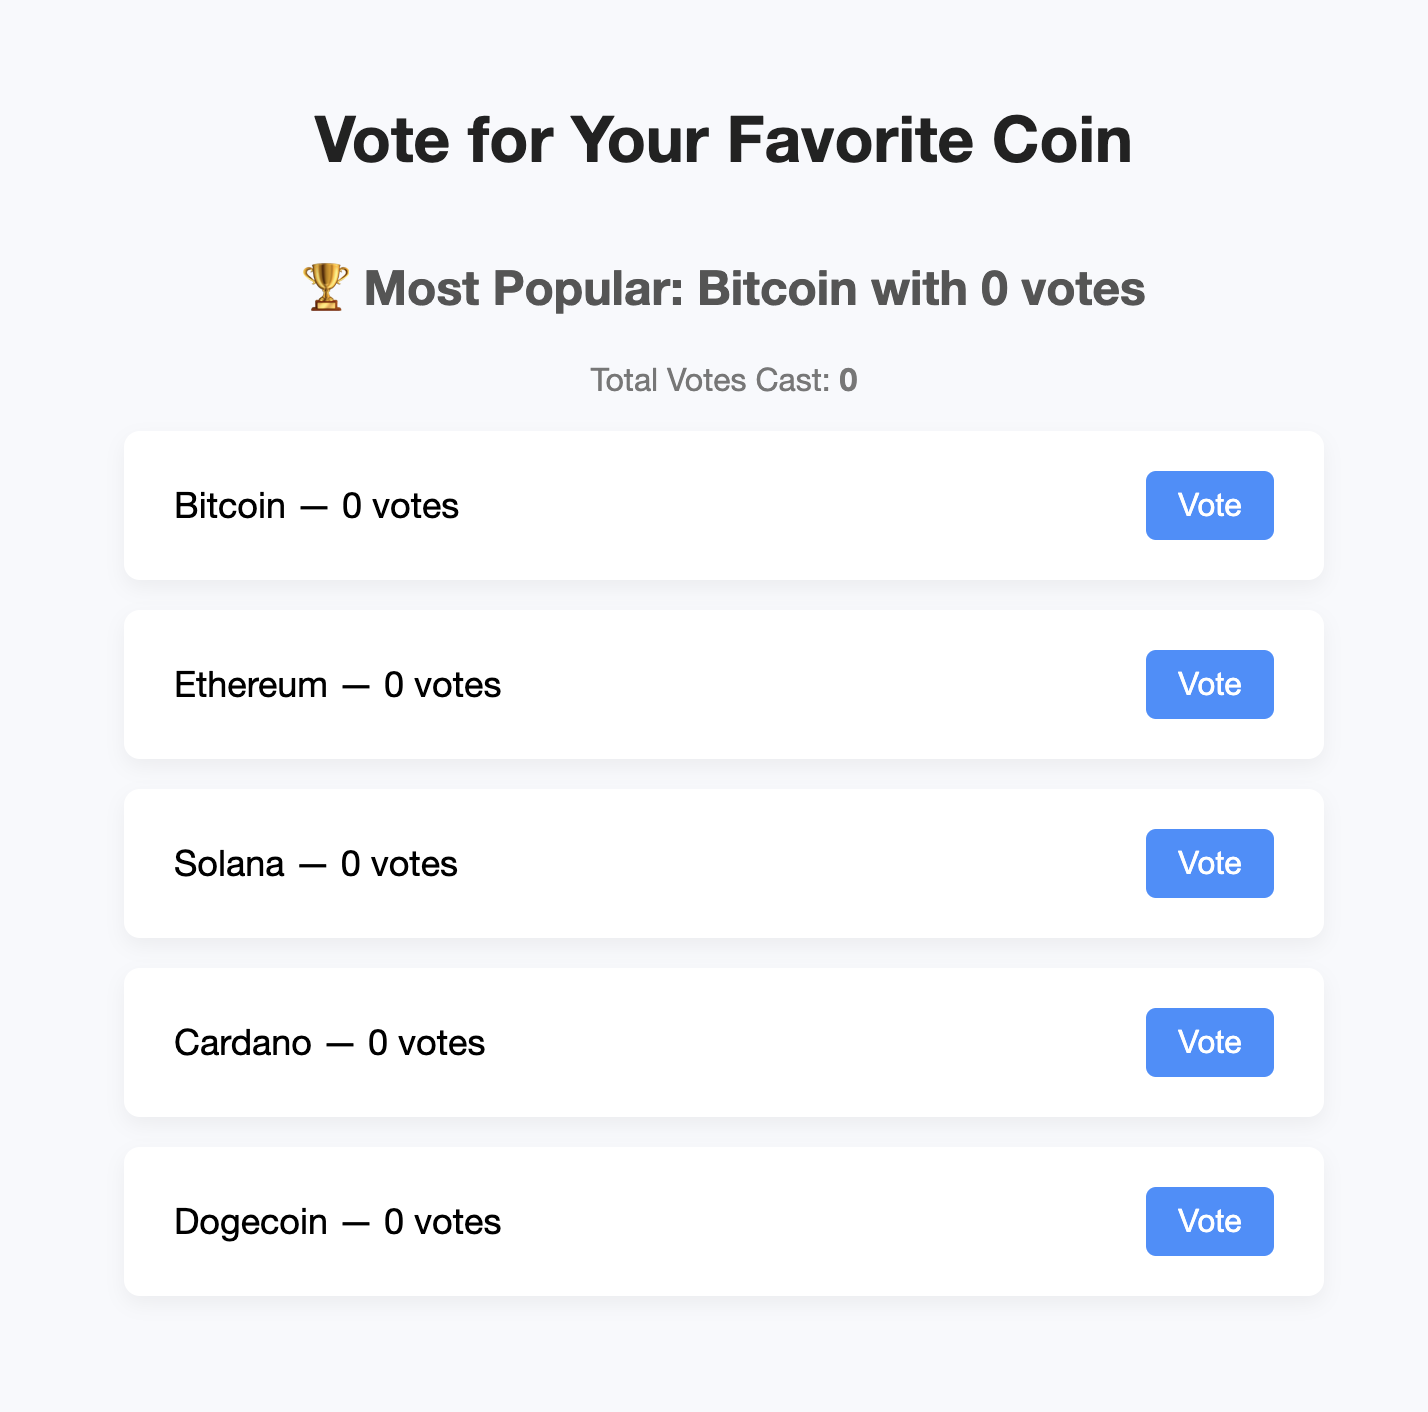 Vote for Your Favorite Coin
🏆 Most Popular: Bitcoin with 0 votes
Total Votes Cast: 0
Bitcoin — 0 votes
Vote
Ethereum — 0 votes
Vote
Solana — 0 votes
Vote
Cardano — 0 votes
Vote
Dogecoin — 0 votes
Vote